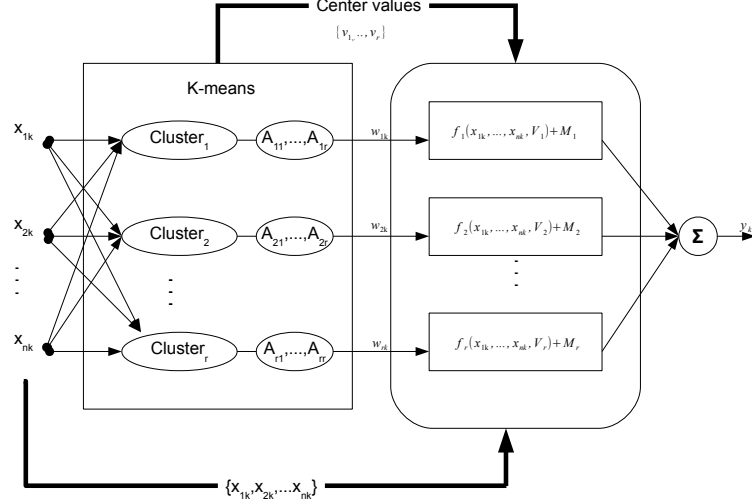 Center values
{v₁,..,vᵣ}
K-means
x₁ₖ
Cluster₁
A₁₁,...,A₁ᵣ
w₁ₖ
f₁(x₁ₖ,...,xₙₖ,V₁)+M₁
x₂ₖ
Cluster₂
A₂₁,...,A₂ᵣ
w₂ₖ
f₂(x₁ₖ,...,xₙₖ,V₂)+M₂
Σ
yₖ
xₙₖ
Clusterᵣ
Aᵣ₁,...,Aᵣᵣ
wᵣₖ
fᵣ(x₁ₖ,...,xₙₖ,Vᵣ)+Mᵣ
{x₁ₖ,x₂ₖ,...xₙₖ}